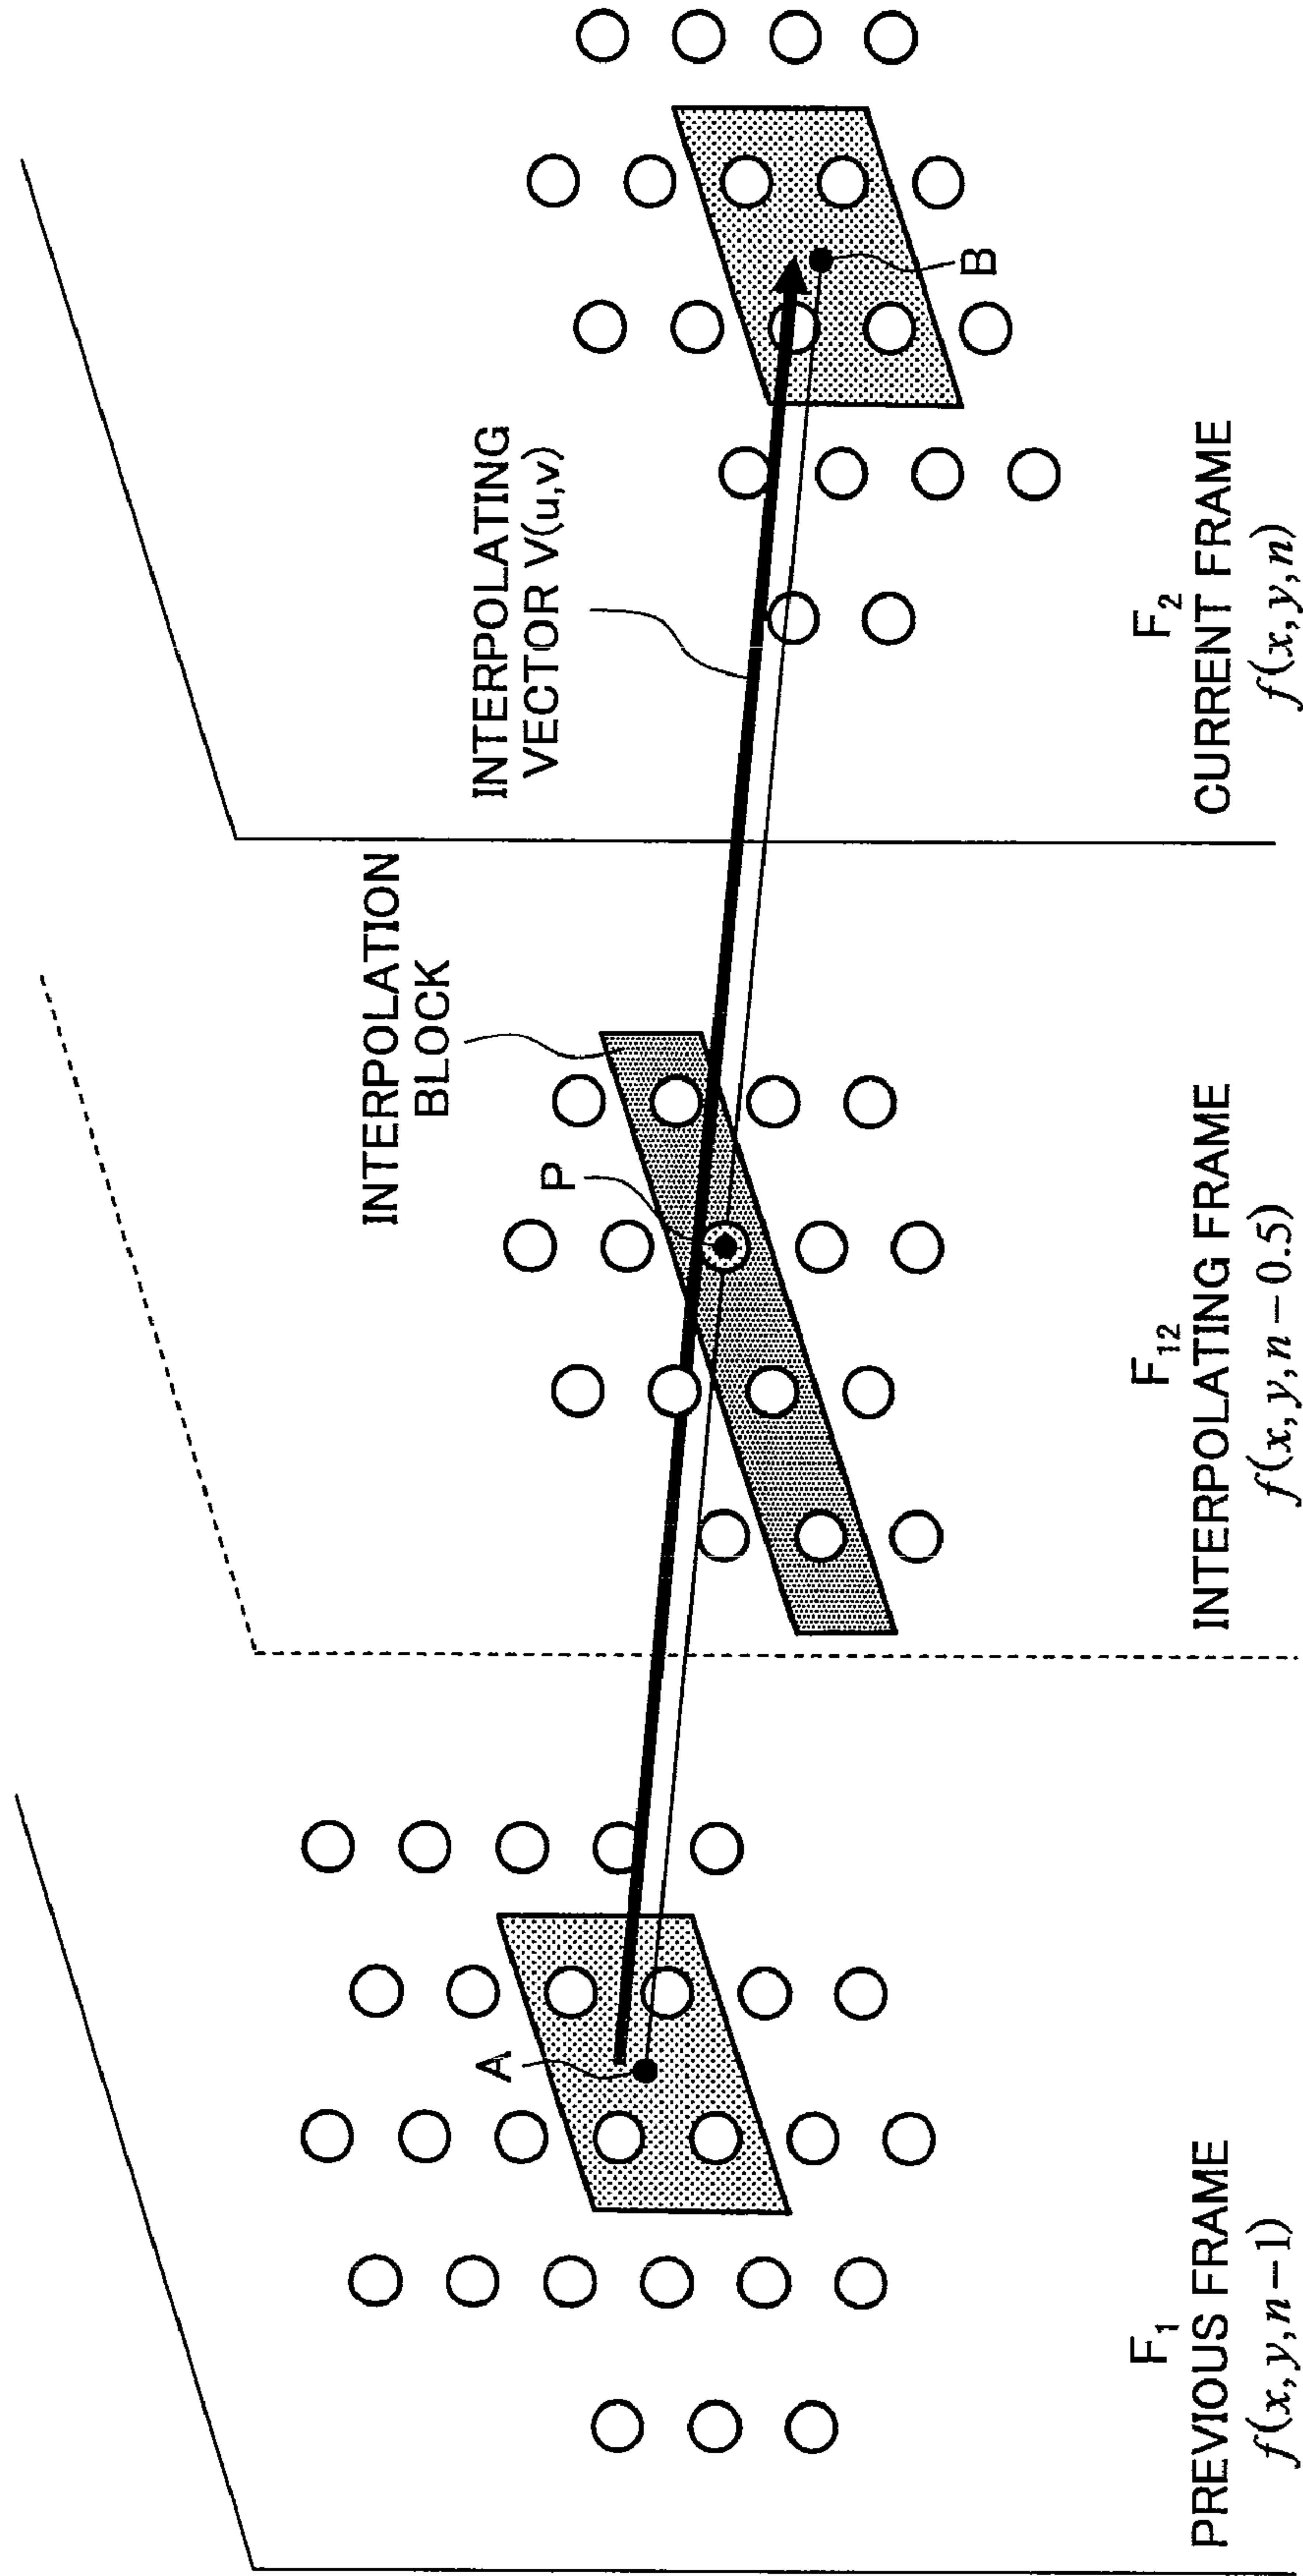 INTERPOLATING
VECTOR V(u,v)
INTERPOLATION
BLOCK
P
A
B
F1
PREVIOUS FRAME
f(x,y,n−1)
F12
INTERPOLATING FRAME
f(x,y,n−0.5)
F2
CURRENT FRAME
f(x,y,n)